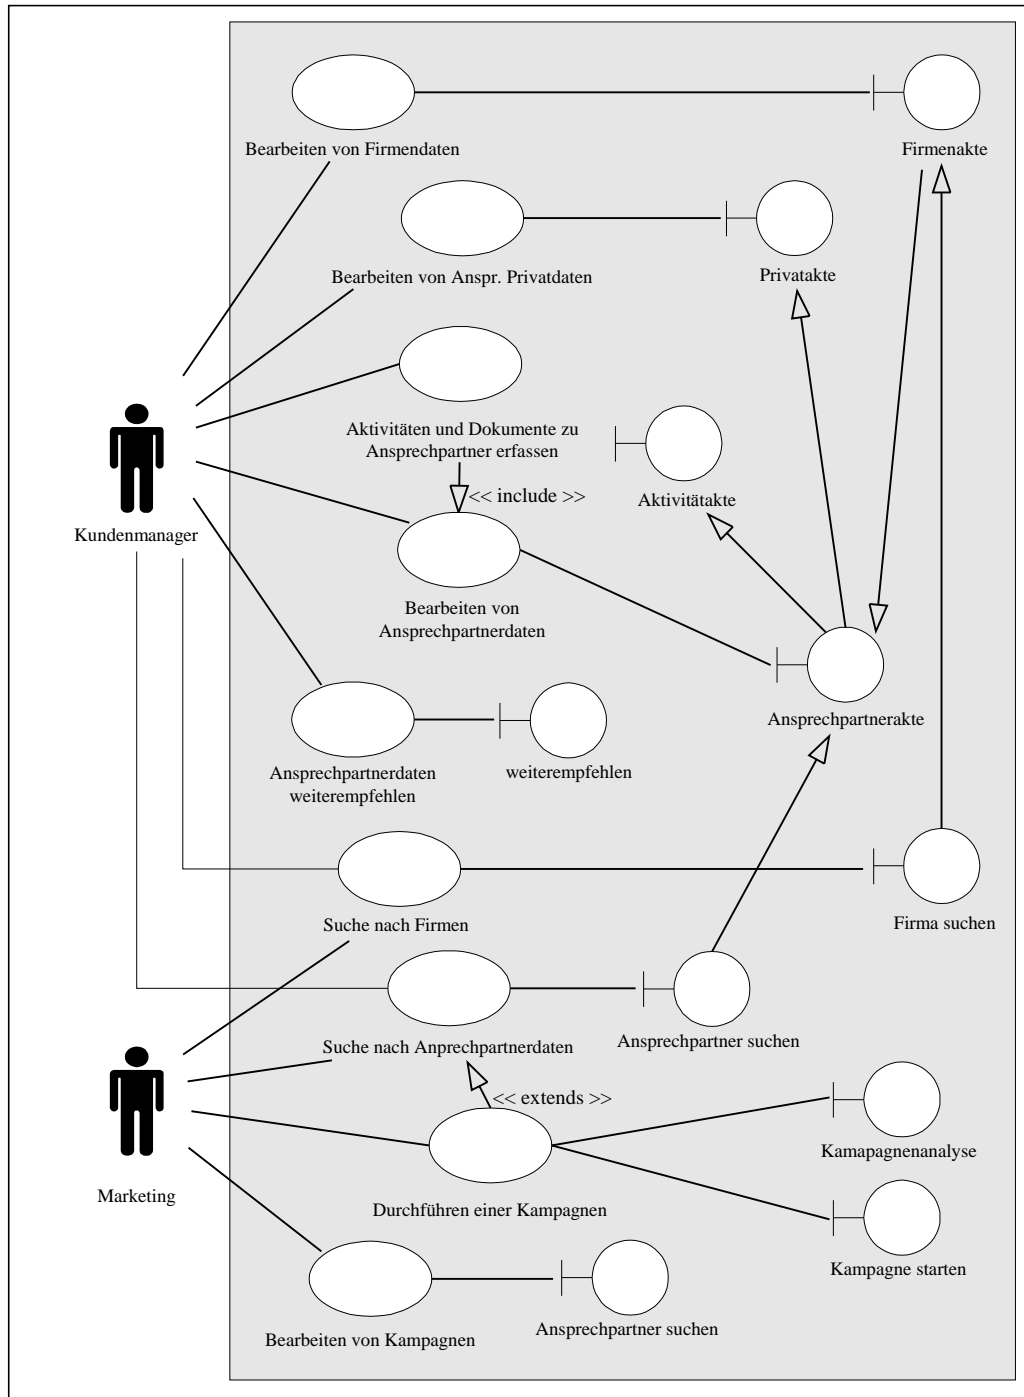 Bearbeiten von Firmendaten
Firmenakte
Bearbeiten von Anspr. Privatdaten
Privatakte
Aktivitäten und Dokumente zu
Ansprechpartner erfassen
<< include >>
Aktivitätakte
Kundenmanager
Bearbeiten von
Ansprechpartnerdaten
Ansprechpartnerakte
Ansprechpartnerdaten
weiterempfehlen
weiterempfehlen
Suche nach Firmen
Firma suchen
Suche nach Anprechpartnerdaten
Ansprechpartner suchen
<< extends >>
Kamapagnenanalyse
Marketing
Durchführen einer Kampagnen
Kampagne starten
Bearbeiten von Kampagnen
Ansprechpartner suchen